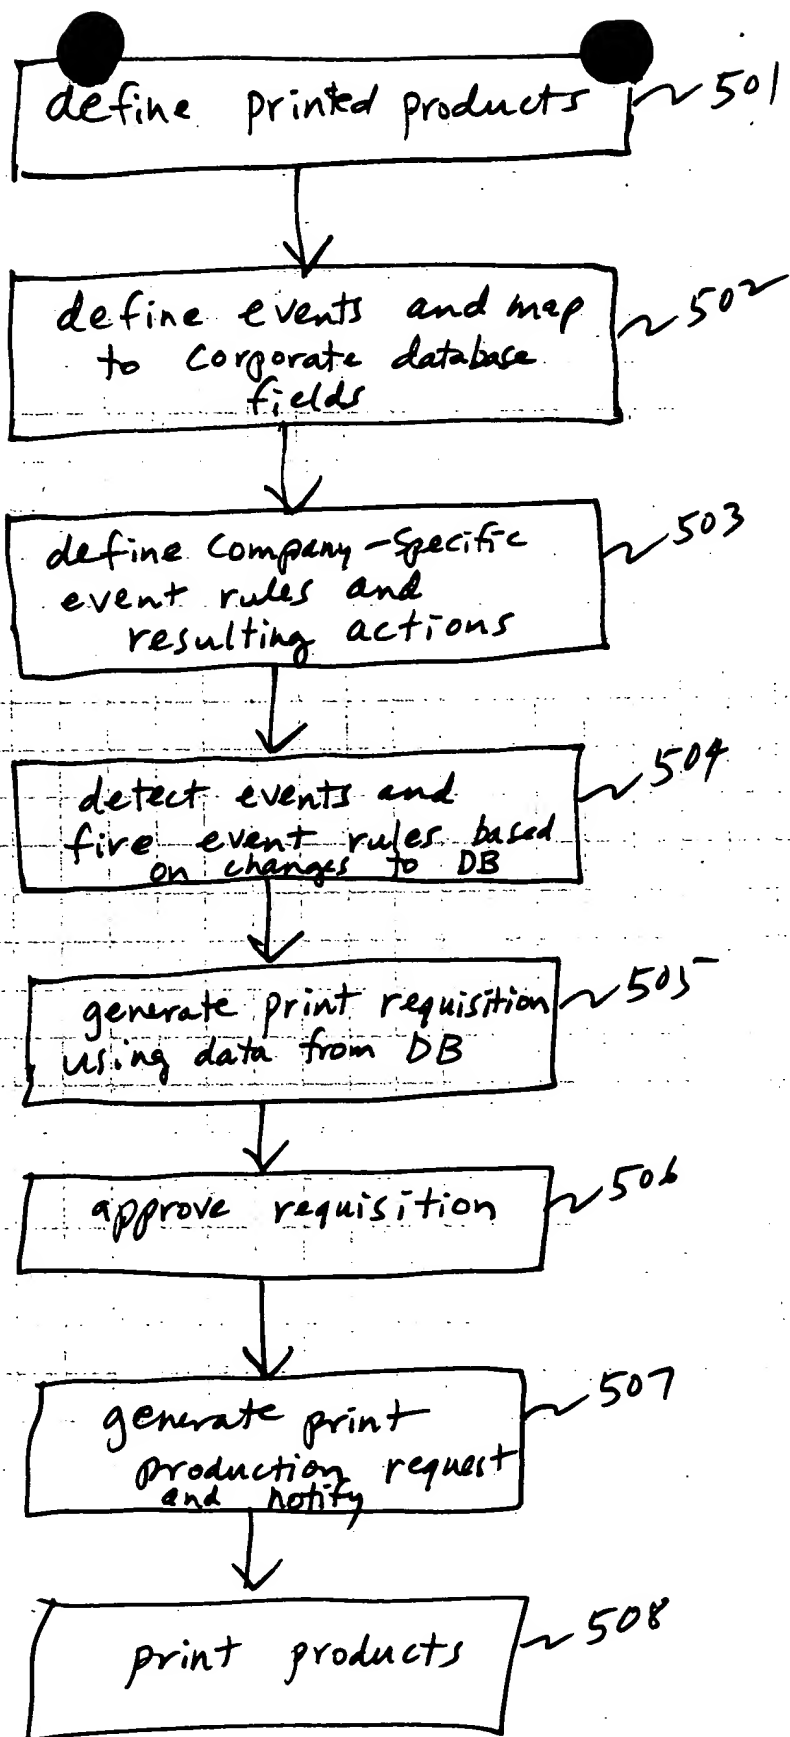 define printed products
501
define events and map
to corporate database
fields
502
define company-specific
event rules and
resulting actions
503
detect events and
fire event rules based
on changes to DB
504
generate print requisition
using data from DB
505
approve requisition
506
generate print
production request
and notify
507
print products
508